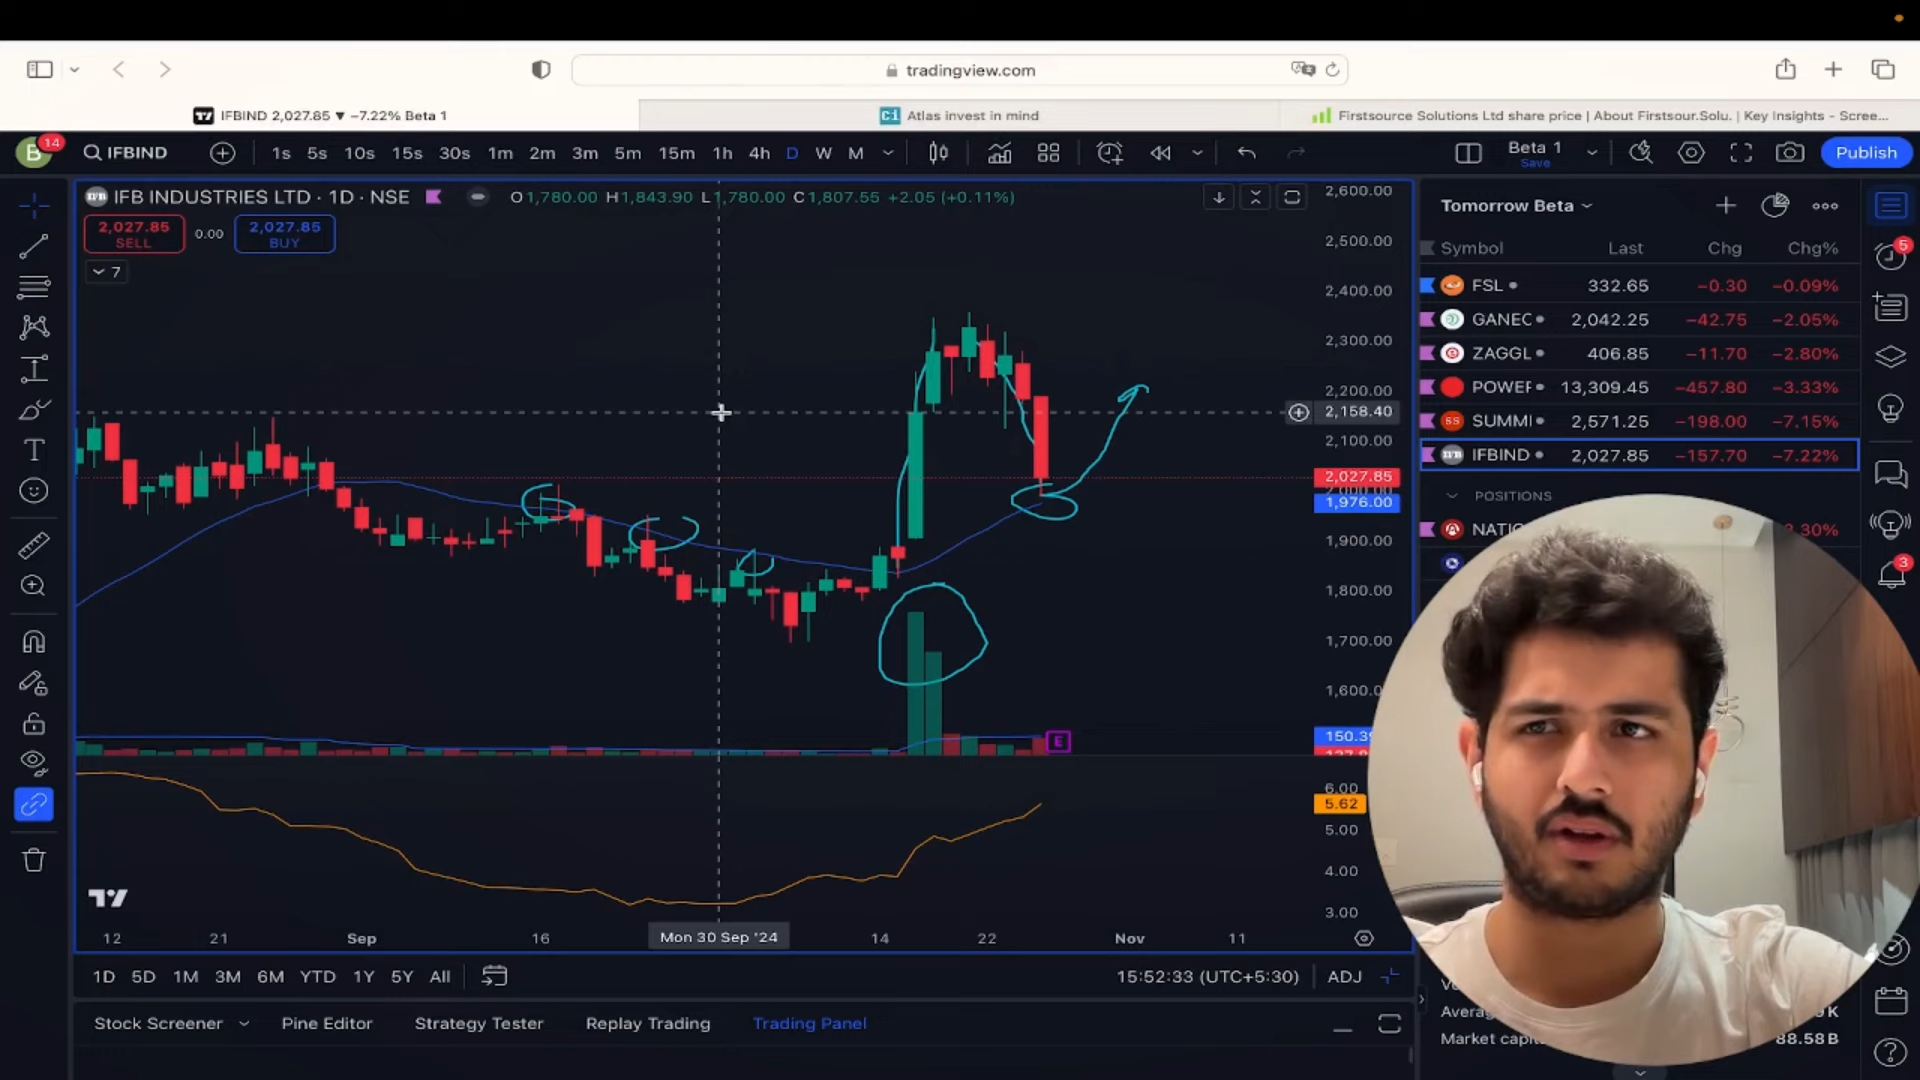 tradingview.com
IFBIND 2,027.85 ▼ −7.22% Beta 1
Atlas invest in mind
Firstsource Solutions Ltd share price | About Firstsour.Solu. | Key Insights - Scree...
B 14 IFBIND 1s 5s 10s 15s 30s 1m 2m 3m 5m 15m 1h 4h D W M Beta 1 Save Publish
IFB INDUSTRIES LTD · 1D · NSE O1,780.00 H1,843.90 L1,780.00 C1,807.55 +2.05 (+0.11%)
2,027.85 SELL 0.00 2,027.85 BUY
7
2,600.00
2,500.00
2,400.00
2,300.00
2,200.00
2,158.40
2,100.00
2,027.85
1,976.00
1,900.00
1,800.00
1,700.00
1,600.
150.39
E
6.00
5.62
5.00
4.00
3.00
12 21 Sep 16 Mon 30 Sep '24 14 22 Nov 11
1D 5D 1M 3M 6M YTD 1Y 5Y All 15:52:33 (UTC+5:30) ADJ
Stock Screener Pine Editor Strategy Tester Replay Trading Trading Panel
Tomorrow Beta
Symbol Last Chg Chg%
FSL 332.65 −0.30 −0.09%
GANEC 2,042.25 −42.75 −2.05%
ZAGGL 406.85 −11.70 −2.80%
POWER 13,309.45 −457.80 −3.33%
SUMMI 2,571.25 −198.00 −7.15%
IFBIND 2,027.85 −157.70 −7.22%
POSITIONS
NATIO 3.30%
5
3
Averag K
Market capit 88.58B